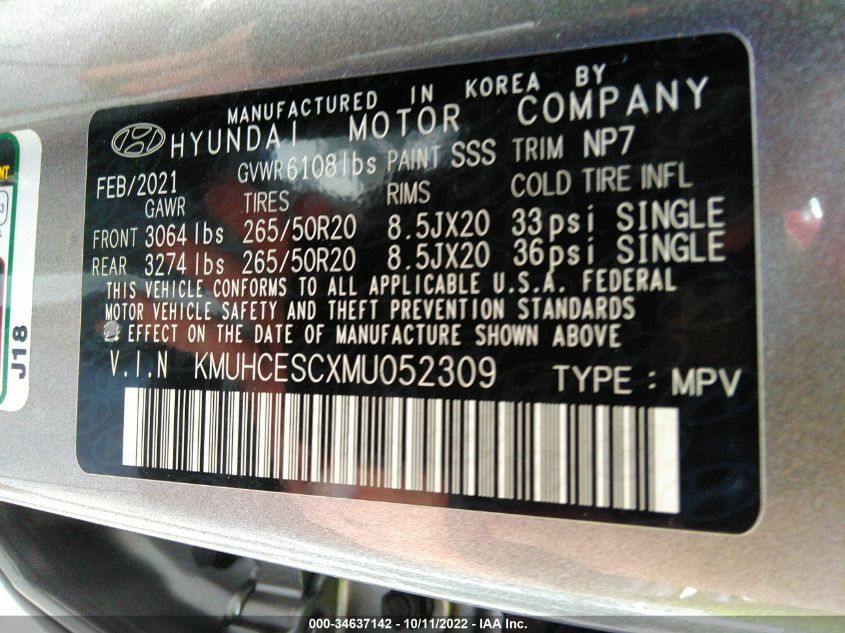 MANUFACTURED IN KOREA BY
HYUNDAI MOTOR COMPANY
FEB/2021 GVWR 6108lbs PAINT SSS TRIM NP7
GAWR TIRES RIMS COLD TIRE INFL
FRONT 3064 lbs 265/50R20 8.5JX20 33psi SINGLE
REAR 3274 lbs 265/50R20 8.5JX20 36psi SINGLE
THIS VEHICLE CONFORMS TO ALL APPLICABLE U.S.A. FEDERAL
MOTOR VEHICLE SAFETY AND THEFT PREVENTION STANDARDS
EFFECT ON THE DATE OF MANUFACTURE SHOWN ABOVE
V.I.N KMUHCESCXMU052309 TYPE : MPV
J18
000-34637142 - 10/11/2022 - IAA Inc.